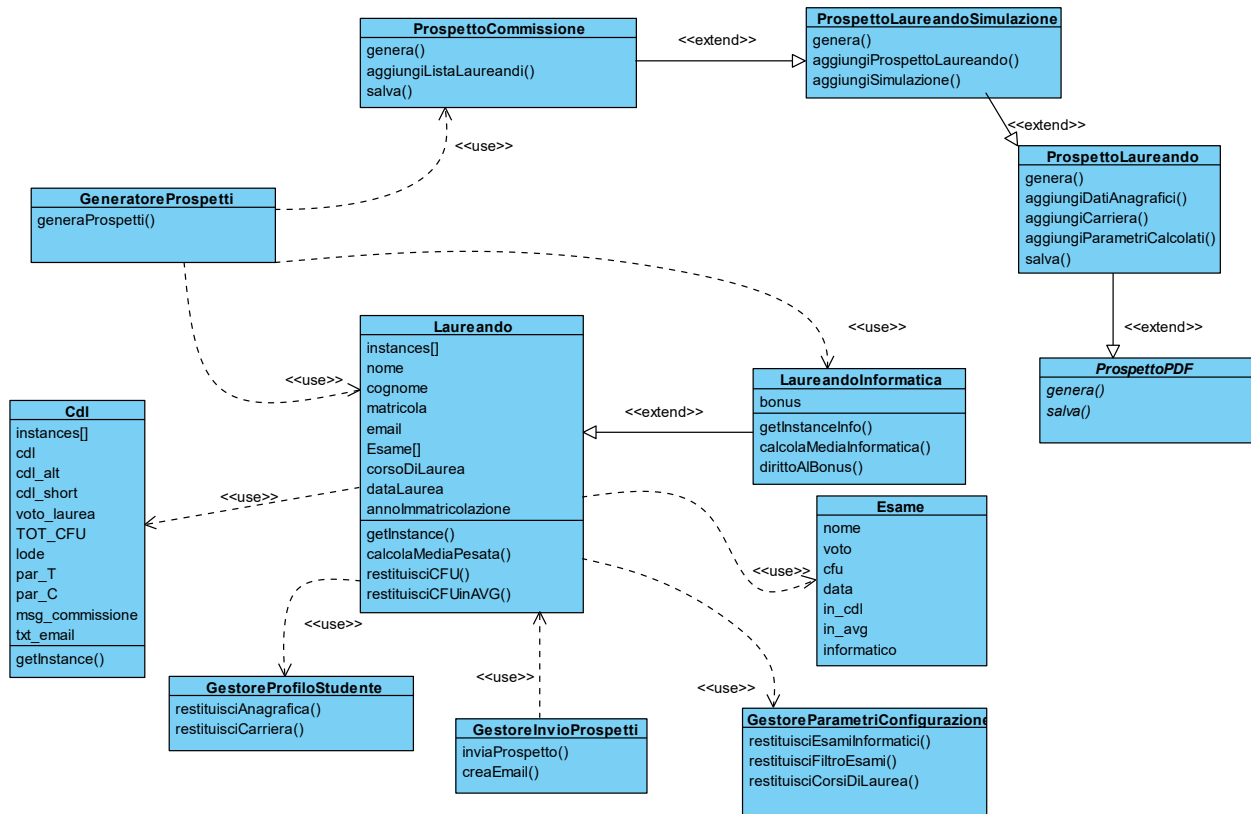 ProspettoCommissione
genera()
aggiungiListaLaureandi()
salva()
<<extend>>
ProspettoLaureandoSimulazione
genera()
aggiungiProspettoLaureando()
aggiungiSimulazione()
<<extend>>
<<use>>
ProspettoLaureando
genera()
aggiungiDatiAnagrafici()
aggiungiCarriera()
aggiungiParametriCalcolati()
salva()
GeneratoreProspetti
generaProspetti()
<<extend>>
<<use>>
ProspettoPDF
genera()
salva()
Laureando
instances[]
nome
cognome
matricola
email
Esame[]
corsoDiLaurea
dataLaurea
annoImmatricolazione
getInstance()
calcolaMediaPesata()
restituisciCFU()
restituisciCFUinAVG()
<<use>>
LaureandoInformatica
bonus
getInstanceInfo()
calcolaMediaInformatica()
dirittoAlBonus()
<<extend>>
Cdl
instances[]
cdl
cdl_alt
cdl_short
voto_laurea
TOT_CFU
lode
par_T
par_C
msg_commissione
txt_email
getInstance()
<<use>>
Esame
nome
voto
cfu
data
in_cdl
in_avg
informatico
<<use>>
<<use>>
<<use>>
<<use>>
GestoreProfiloStudente
restituisciAnagrafica()
restituisciCarriera()
GestoreInvioProspetti
inviaProspetto()
creaEmail()
GestoreParametriConfigurazione
restituisciEsamiInformatici()
restituisciFiltroEsami()
restituisciCorsiDiLaurea()